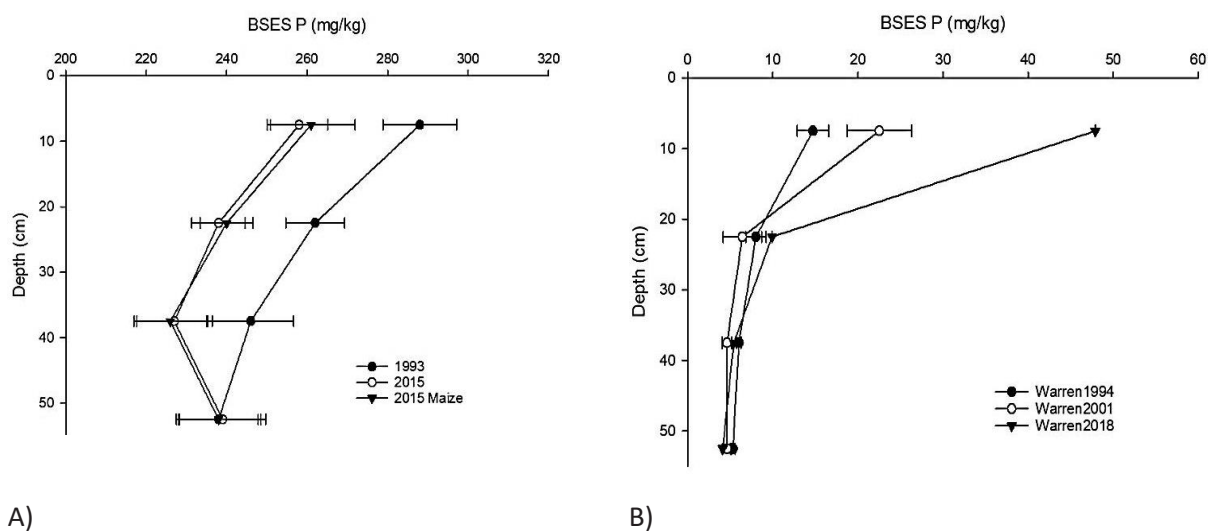 BSES P (mg/kg)
200 220 240 260 280 300 320
0
10
20
30
40
50
Depth (cm)
1993
2015
2015 Maize
A)
BSES P (mg/kg)
0 10 20 30 40 50 60
0
10
20
30
40
50
Depth (cm)
Warren1994
Warren2001
Warren2018
B)